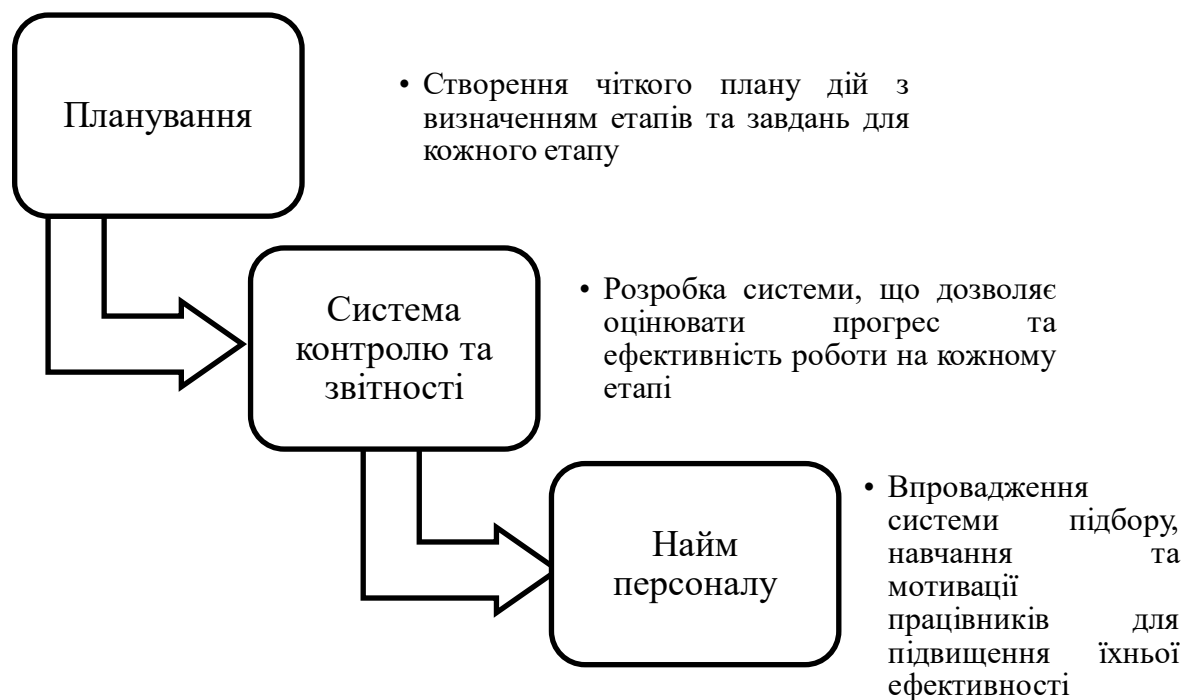 Планування
• Створення чіткого плану дій з
визначенням етапів та завдань для
кожного етапу
Система
контролю та
звітності
• Розробка системи, що дозволяє
оцінювати прогрес та
ефективність роботи на кожному
етапі
Найм
персоналу
• Впровадження
системи підбору,
навчання та
мотивації
працівників для
підвищення їхньої
ефективності